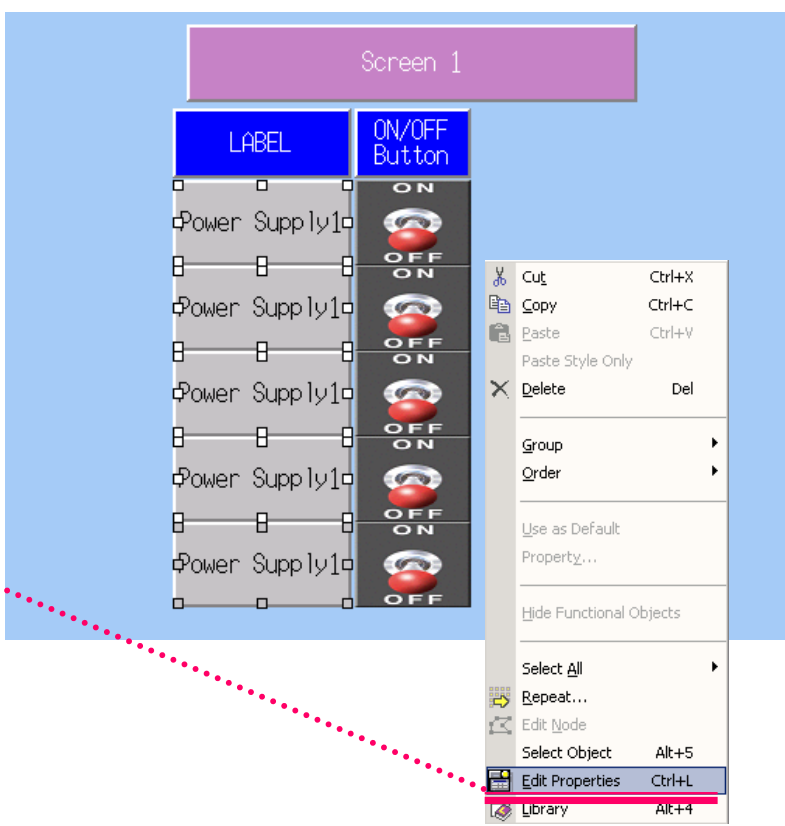 Screen 1
LABEL
ON/OFF
Button
ON
Power Supply1
OFF
ON
Power Supply1
OFF
ON
Power Supply1
OFF
ON
Power Supply1
OFF
ON
Power Supply1
OFF
Cut Ctrl+X
Copy Ctrl+C
Paste Ctrl+V
Paste Style Only
Delete Del
Group
Order
Use as Default
Property...
Hide Functional Objects
Select All
Repeat...
Edit Node
Select Object Alt+5
Edit Properties Ctrl+L
Library Alt+4